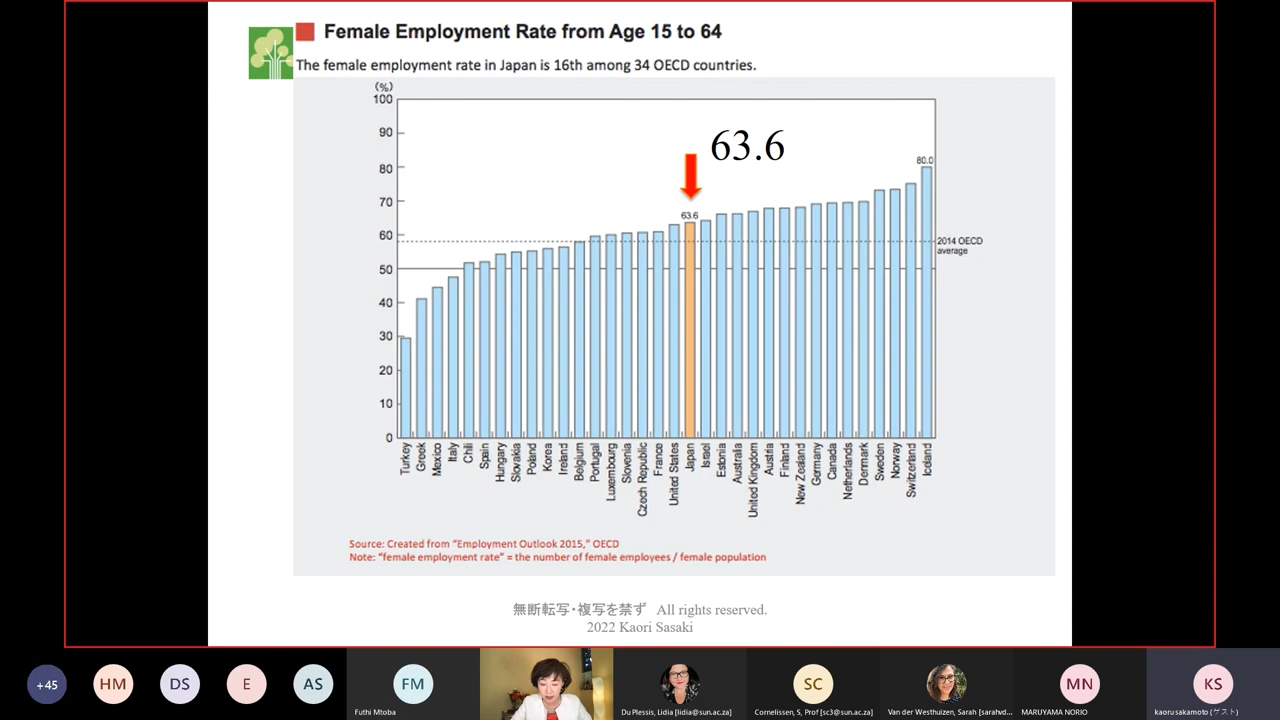 Female Employment Rate from Age 15 to 64
The female employment rate in Japan is 16th among 34 OECD countries.
(%)
100
90
80
70
60
50
40
30
20
10
0
63.6
63.6
80.0
2014 OECD
average
Turkey
Greek
Mexico
Italy
Chili
Spain
Hungary
Slovakia
Poland
Korea
Ireland
Belgium
Portugal
Luxembourg
Slovenia
Czech Republic
France
United States
Japan
Israel
Estonia
Australia
United Kingdom
Austria
Finland
New Zealand
Germany
Canada
Netherlands
Denmark
Sweden
Norway
Switzerland
Iceland
Source: Created from “Employment Outlook 2015,” OECD
Note: “female employment rate” = the number of female employees / female population
無断転写・複写を禁ず All rights reserved.
2022 Kaori Sasaki
+45
HM
DS
E
AS
FM
Futhi Mtoba
Du Plessis, Lidia [lidia@sun.ac.za]
SC
Cornelissen, S, Prof [sc3@sun.ac.za]
Van der Westhuizen, Sarah [sarahvd...
MN
MARUYAMA NORIO
KS
kaoru sakamoto (ゲスト)